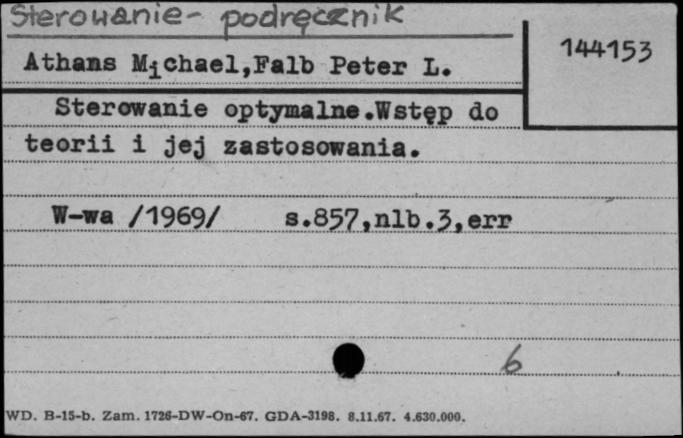 Sterowanie - podręcznik
144153
Athans Michael,Falb Peter L.
Sterowanie optymalne.Wstęp do
teorii i jej zastosowania.
W-wa /1969/ s.857,nlb.3,err
6
WD. B-15-b. Zam. 1726-DW-On-67. GDA-3198. 8.11.67. 4.630.000.